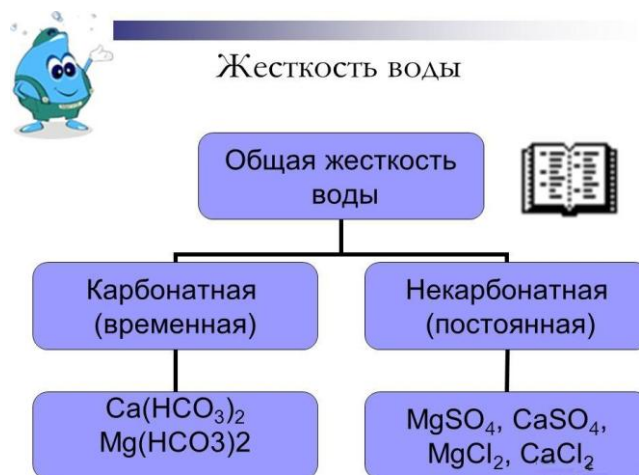 Жесткость воды
Общая жесткость
воды
Карбонатная
(временная)
Некарбонатная
(постоянная)
Ca(HCO₃)₂
Mg(HCO3)2
MgSO₄, CaSO₄,
MgCl₂, CaCl₂